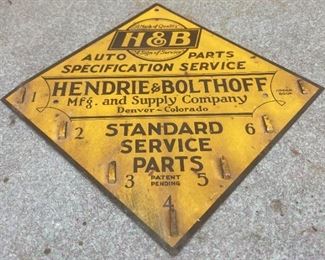 A Mark of Quality
H&B
A Sign of Service
AUTO PARTS
SPECIFICATION SERVICE
HENDRIE & BOLTHOFF
Mfg. and Supply Company
Denver - Colorado
STANDARD
SERVICE
PARTS
PATENT
PENDING
1
2
3
4
5
6